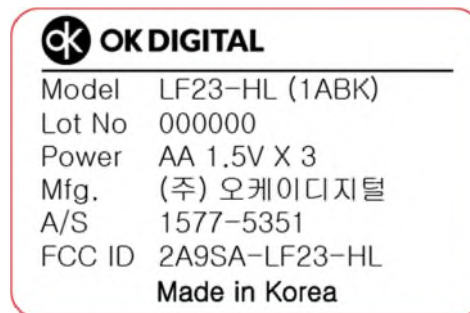 ok OK DIGITAL
Model LF23-HL (1ABK)
Lot No 000000
Power AA 1.5V X 3
Mfg. (주) 오케이디지털
A/S 1577-5351
FCC ID 2A9SA-LF23-HL
Made in Korea